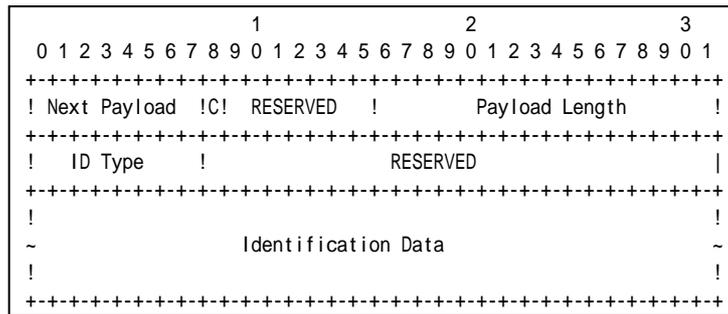 1                   2                   3
 0 1 2 3 4 5 6 7 8 9 0 1 2 3 4 5 6 7 8 9 0 1 2 3 4 5 6 7 8 9 0 1
+-+-+-+-+-+-+-+-+-+-+-+-+-+-+-+-+-+-+-+-+-+-+-+-+-+-+-+-+-+-+-+-+
! Next Payload  !C!  RESERVED   !         Payload Length        !
+-+-+-+-+-+-+-+-+-+-+-+-+-+-+-+-+-+-+-+-+-+-+-+-+-+-+-+-+-+-+-+-+
!   ID Type     !                 RESERVED                      |
+-+-+-+-+-+-+-+-+-+-+-+-+-+-+-+-+-+-+-+-+-+-+-+-+-+-+-+-+-+-+-+-+
!                                                               !
~                   Identification Data                         ~
!                                                               !
+-+-+-+-+-+-+-+-+-+-+-+-+-+-+-+-+-+-+-+-+-+-+-+-+-+-+-+-+-+-+-+-+